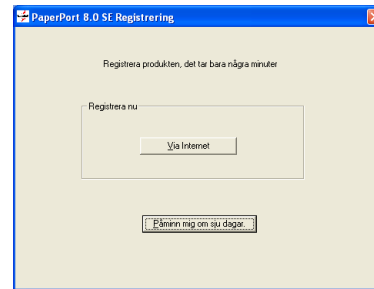 PaperPort 8.0 SE Registrering
Registrera produkten, det tar bara några minuter
Registrera nu
Via Internet
Påminn mig om sju dagar.